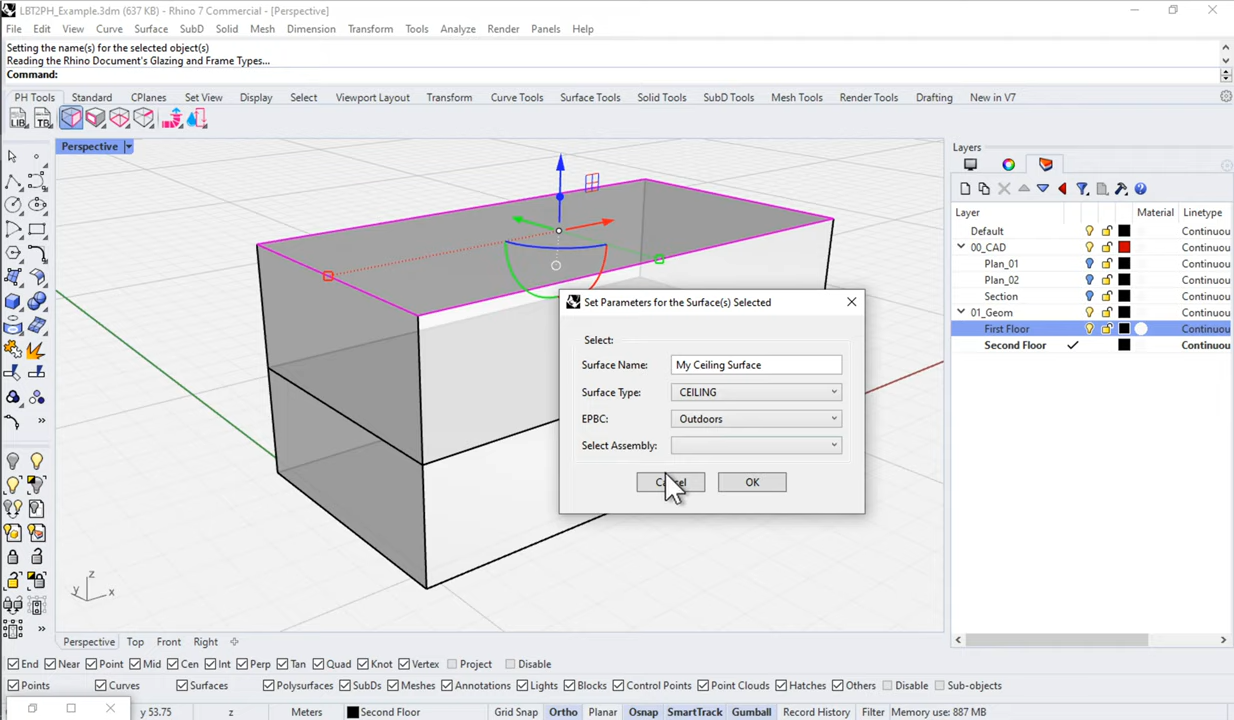 LBT2PH_Example.3dm (637 KB) - Rhino 7 Commercial - [Perspective]
File Edit View Curve Surface SubD Solid Mesh Dimension Transform Tools Analyze Render Panels Help
Setting the name(s) for the selected object(s)
Reading the Rhino Document's Glazing and Frame Types...
Command:
PH Tools Standard CPlanes Set View Display Select Viewport Layout Transform Curve Tools Surface Tools Solid Tools SubD Tools Mesh Tools Render Tools Drafting New in V7
LIB TB
Perspective
Layers
Layer Material Linetype
Default Continuou
00_CAD Continuou
Plan_01 Continuou
Plan_02 Continuou
Section Continuou
01_Geom Continuou
First Floor Continuou
Second Floor Continuou
Set Parameters for the Surface(s) Selected
Select:
Surface Name: My Ceiling Surface
Surface Type: CEILING
EPBC: Outdoors
Select Assembly:
Cancel OK
z
y x
Perspective Top Front Right
End Near Point Mid Cen Int Perp Tan Quad Knot Vertex Project Disable
Points Curves Surfaces Polysurfaces SubDs Meshes Annotations Lights Blocks Control Points Point Clouds Hatches Others Disable Sub-objects
y 53.75 z Meters Second Floor Grid Snap Ortho Planar Osnap SmartTrack Gumball Record History Filter Memory use: 887 MB